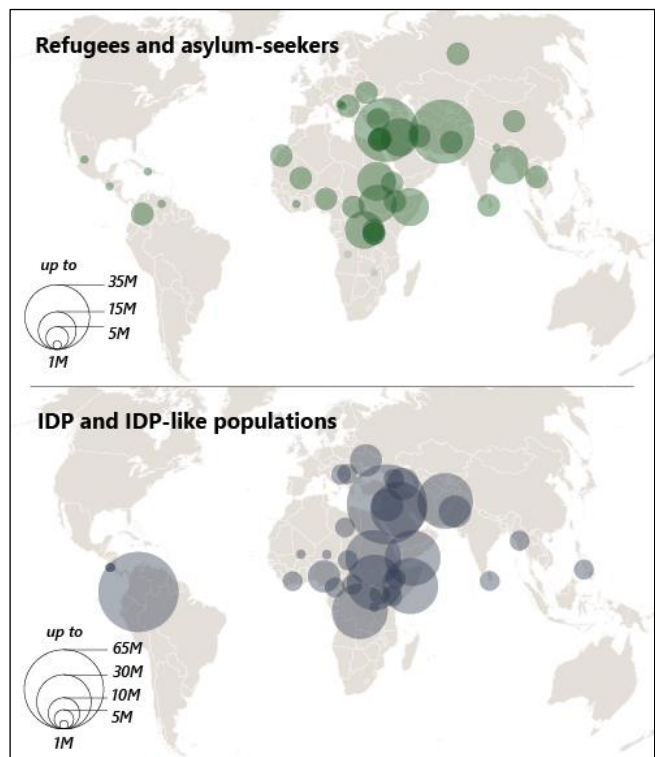 Refugees and asylum-seekers
up to
35M
15M
5M
1M
IDP and IDP-like populations
up to
65M
30M
10M
5M
1M